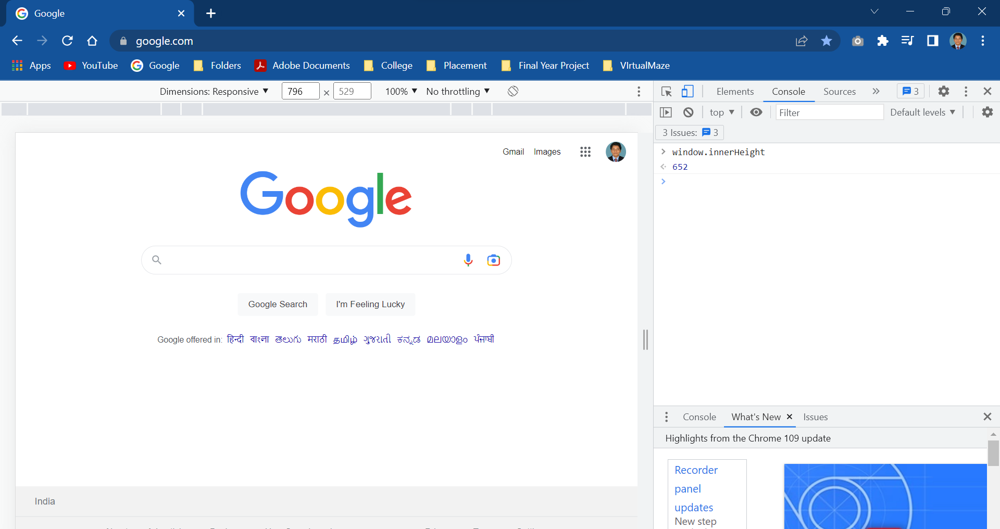 Google
google.com
Apps YouTube Google Folders Adobe Documents College Placement Final Year Project VIrtualMaze
Dimensions: Responsive ▼ 796 × 529 100% ▼ No throttling ▼
Elements Console Sources » 3
top ▼ Filter Default levels ▼
3 Issues: 3
window.innerHeight
652
Gmail Images
Google
Google Search I'm Feeling Lucky
Google offered in: हिन्दी বাংলা తెలుగు मराठी தமிழ் ગુજરાતી ಕನ್ನಡ മലയാളം ਪੰਜਾਬੀ
India
Console What's New Issues
Highlights from the Chrome 109 update
Recorder
panel
updates
New step